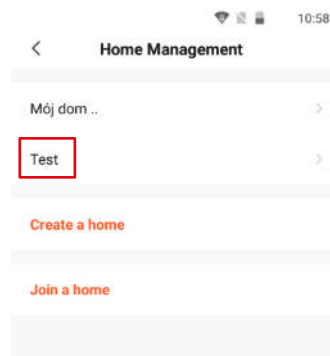 10:58
Home Management
Mój dom ..
Test
Create a home
Join a home